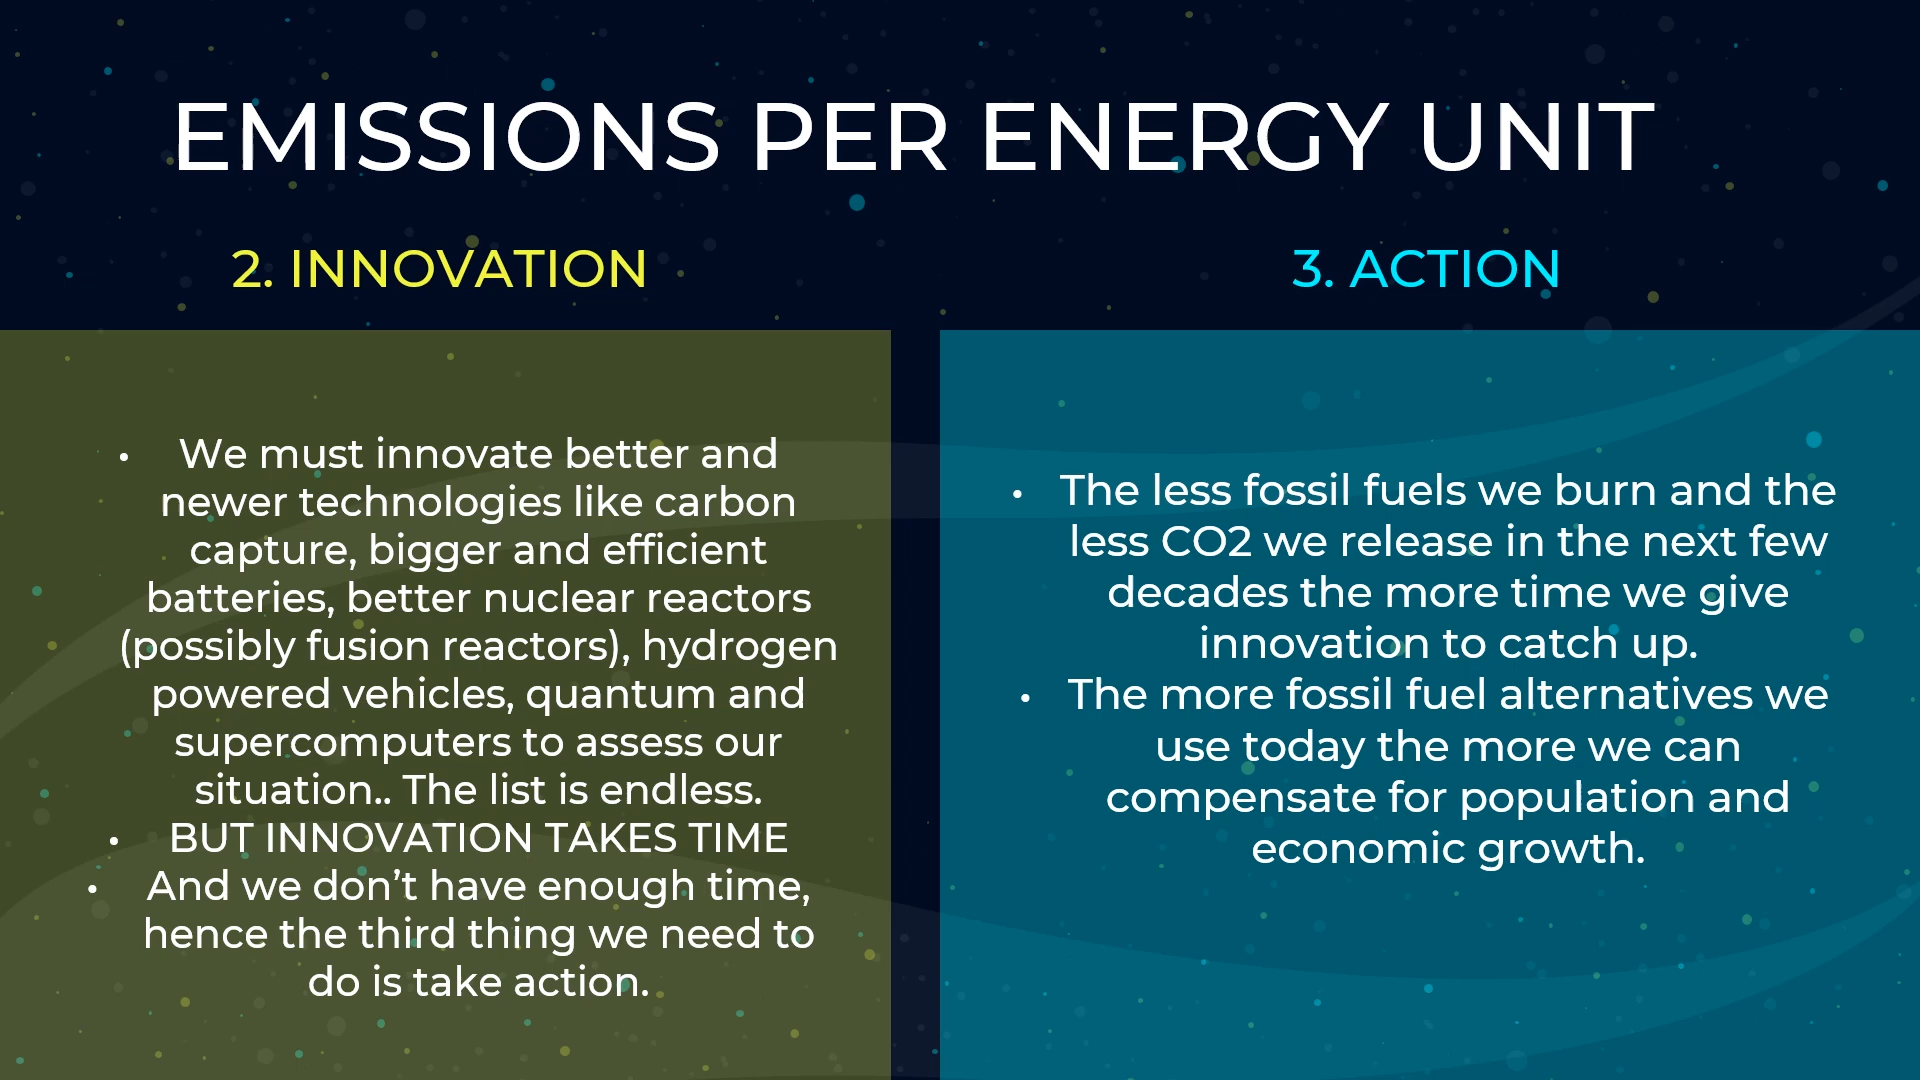 EMISSIONS PER ENERGY UNIT
2. INNOVATION
• We must innovate better and
newer technologies like carbon
capture, bigger and efficient
batteries, better nuclear reactors
(possibly fusion reactors), hydrogen
powered vehicles, quantum and
supercomputers to assess our
situation.. The list is endless.
• BUT INNOVATION TAKES TIME
• And we don’t have enough time,
hence the third thing we need to
do is take action.
3. ACTION
• The less fossil fuels we burn and the
less CO2 we release in the next few
decades the more time we give
innovation to catch up.
• The more fossil fuel alternatives we
use today the more we can
compensate for population and
economic growth.